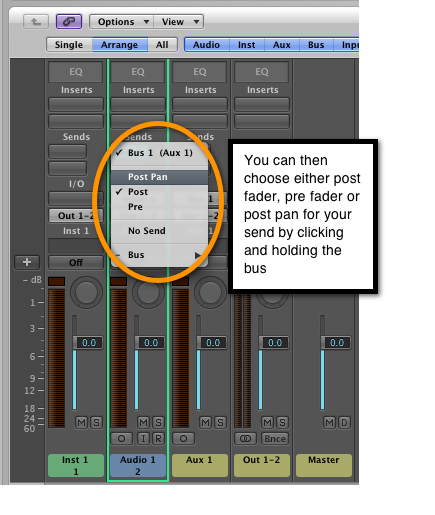 Options View
Single Arrange All Audio Inst Aux Bus Inpu
EQ EQ EQ EQ
Inserts Inserts Inserts Inserts
Sends Sends Sends
✓ Bus 1 (Aux 1)
Post Pan
✓ Post
Pre
No Send
– Bus
You can then
choose either post
fader, pre fader or
post pan for your
send by clicking
and holding the
bus
I/O
Out 1-2
Inst 1
+ Off
– dB
1
3
6
9
12
18
24
60
0.0 0.0 0.0 0.0 0.0
M S M S M S M M D
O I R O Bnce
Inst 1 Audio 1 Aux 1 Out 1-2 Master
1 2